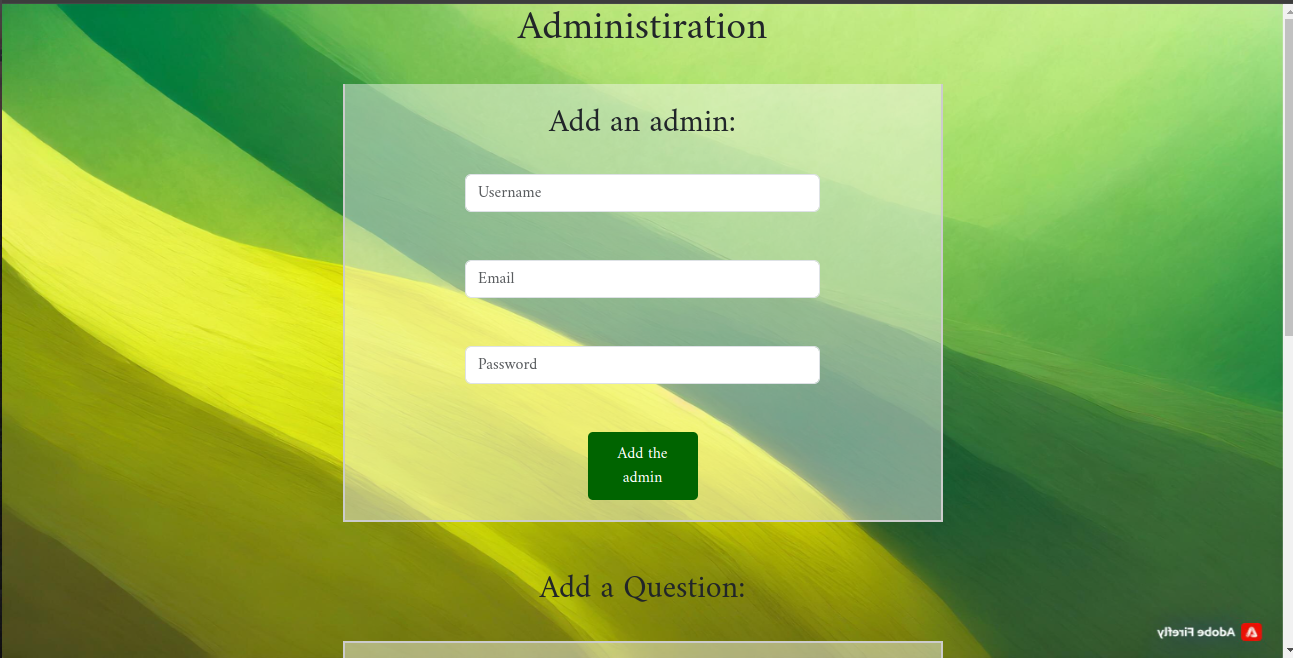 Administiration
Add an admin:
Username
Email
Password
Add the
admin
Add a Question:
Adobe Firefly